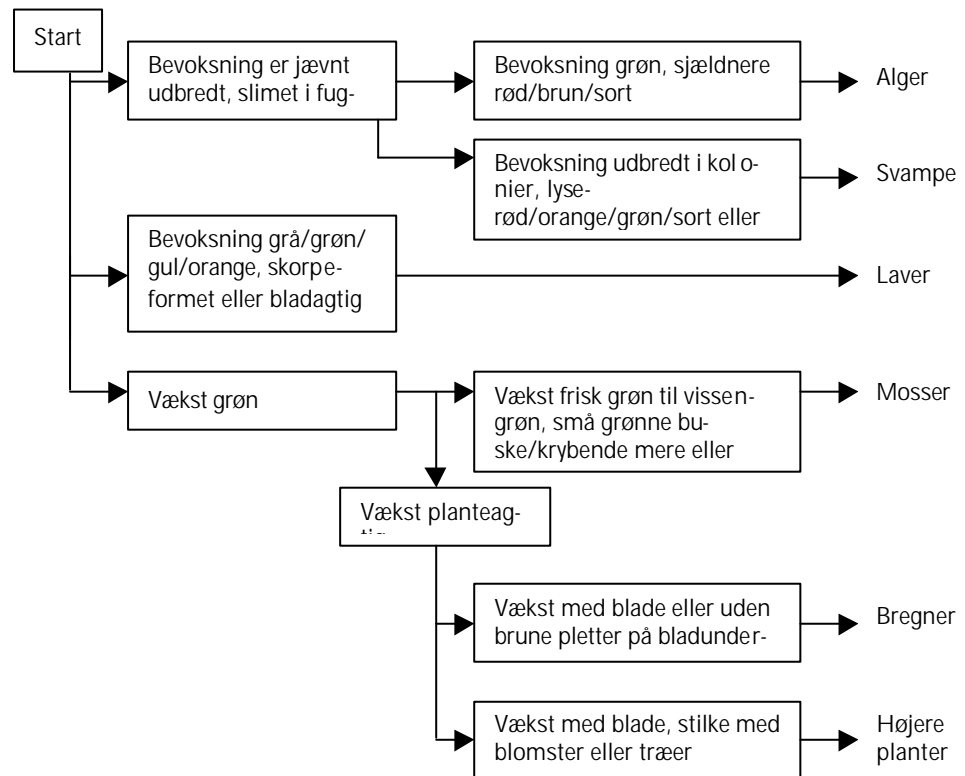 Start
Bevoksning er jævnt
udbredt, slimet i fug-
Bevoksning grøn, sjældnere
rød/brun/sort
Alger
Bevoksning udbredt i kolo-
nier, lyse-
rød/orange/grøn/sort eller
Svampe
Bevoksning grå/grøn/
gul/orange, skorpe-
formet eller bladagtig
Laver
Vækst grøn
Vækst frisk grøn til vissen-
grøn, små grønne bu-
ske/krybende mere eller
Mosser
Vækst planteag-
Vækst med blade eller uden
brune pletter på bladunder-
Bregner
Vækst med blade, stilke med
blomster eller træer
Højere
planter